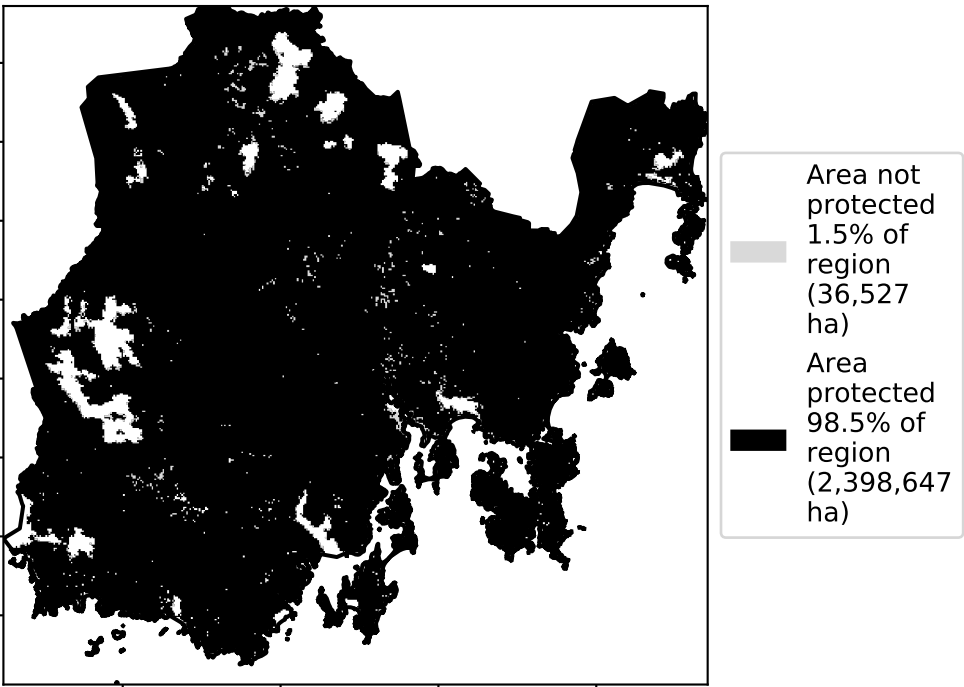 Area not
protected
1.5% of
region
(36,527
ha)
Area
protected
98.5% of
region
(2,398,647
ha)